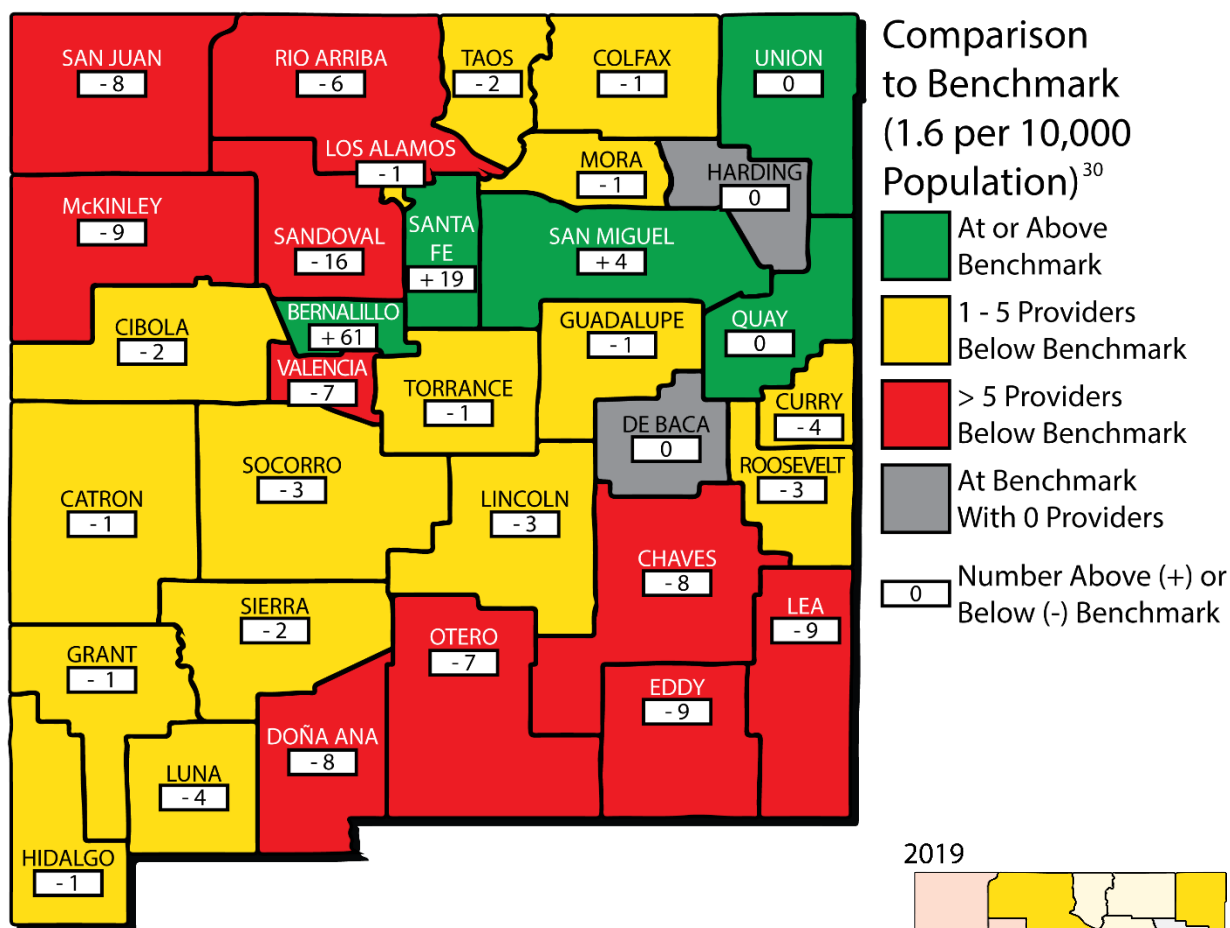 SAN JUAN
- 8
RIO ARRIBA
- 6
TAOS
- 2
COLFAX
- 1
UNION
0
LOS ALAMOS
- 1
MORA
- 1
HARDING
0
McKINLEY
- 9
SANDOVAL
- 16
SANTA
FE
+ 19
SAN MIGUEL
+ 4
CIBOLA
- 2
BERNALILLO
+ 61
GUADALUPE
- 1
QUAY
0
VALENCIA
- 7
TORRANCE
- 1
CURRY
- 4
DE BACA
0
CATRON
- 1
SOCORRO
- 3
LINCOLN
- 3
ROOSEVELT
- 3
CHAVES
- 8
SIERRA
- 2
OTERO
- 7
LEA
- 9
GRANT
- 1
EDDY
- 9
DOÑA ANA
- 8
LUNA
- 4
HIDALGO
- 1
Comparison
to Benchmark
(1.6 per 10,000
Population)³⁰
At or Above
Benchmark
1 - 5 Providers
Below Benchmark
> 5 Providers
Below Benchmark
At Benchmark
With 0 Providers
0
Number Above (+) or
Below (-) Benchmark
2019